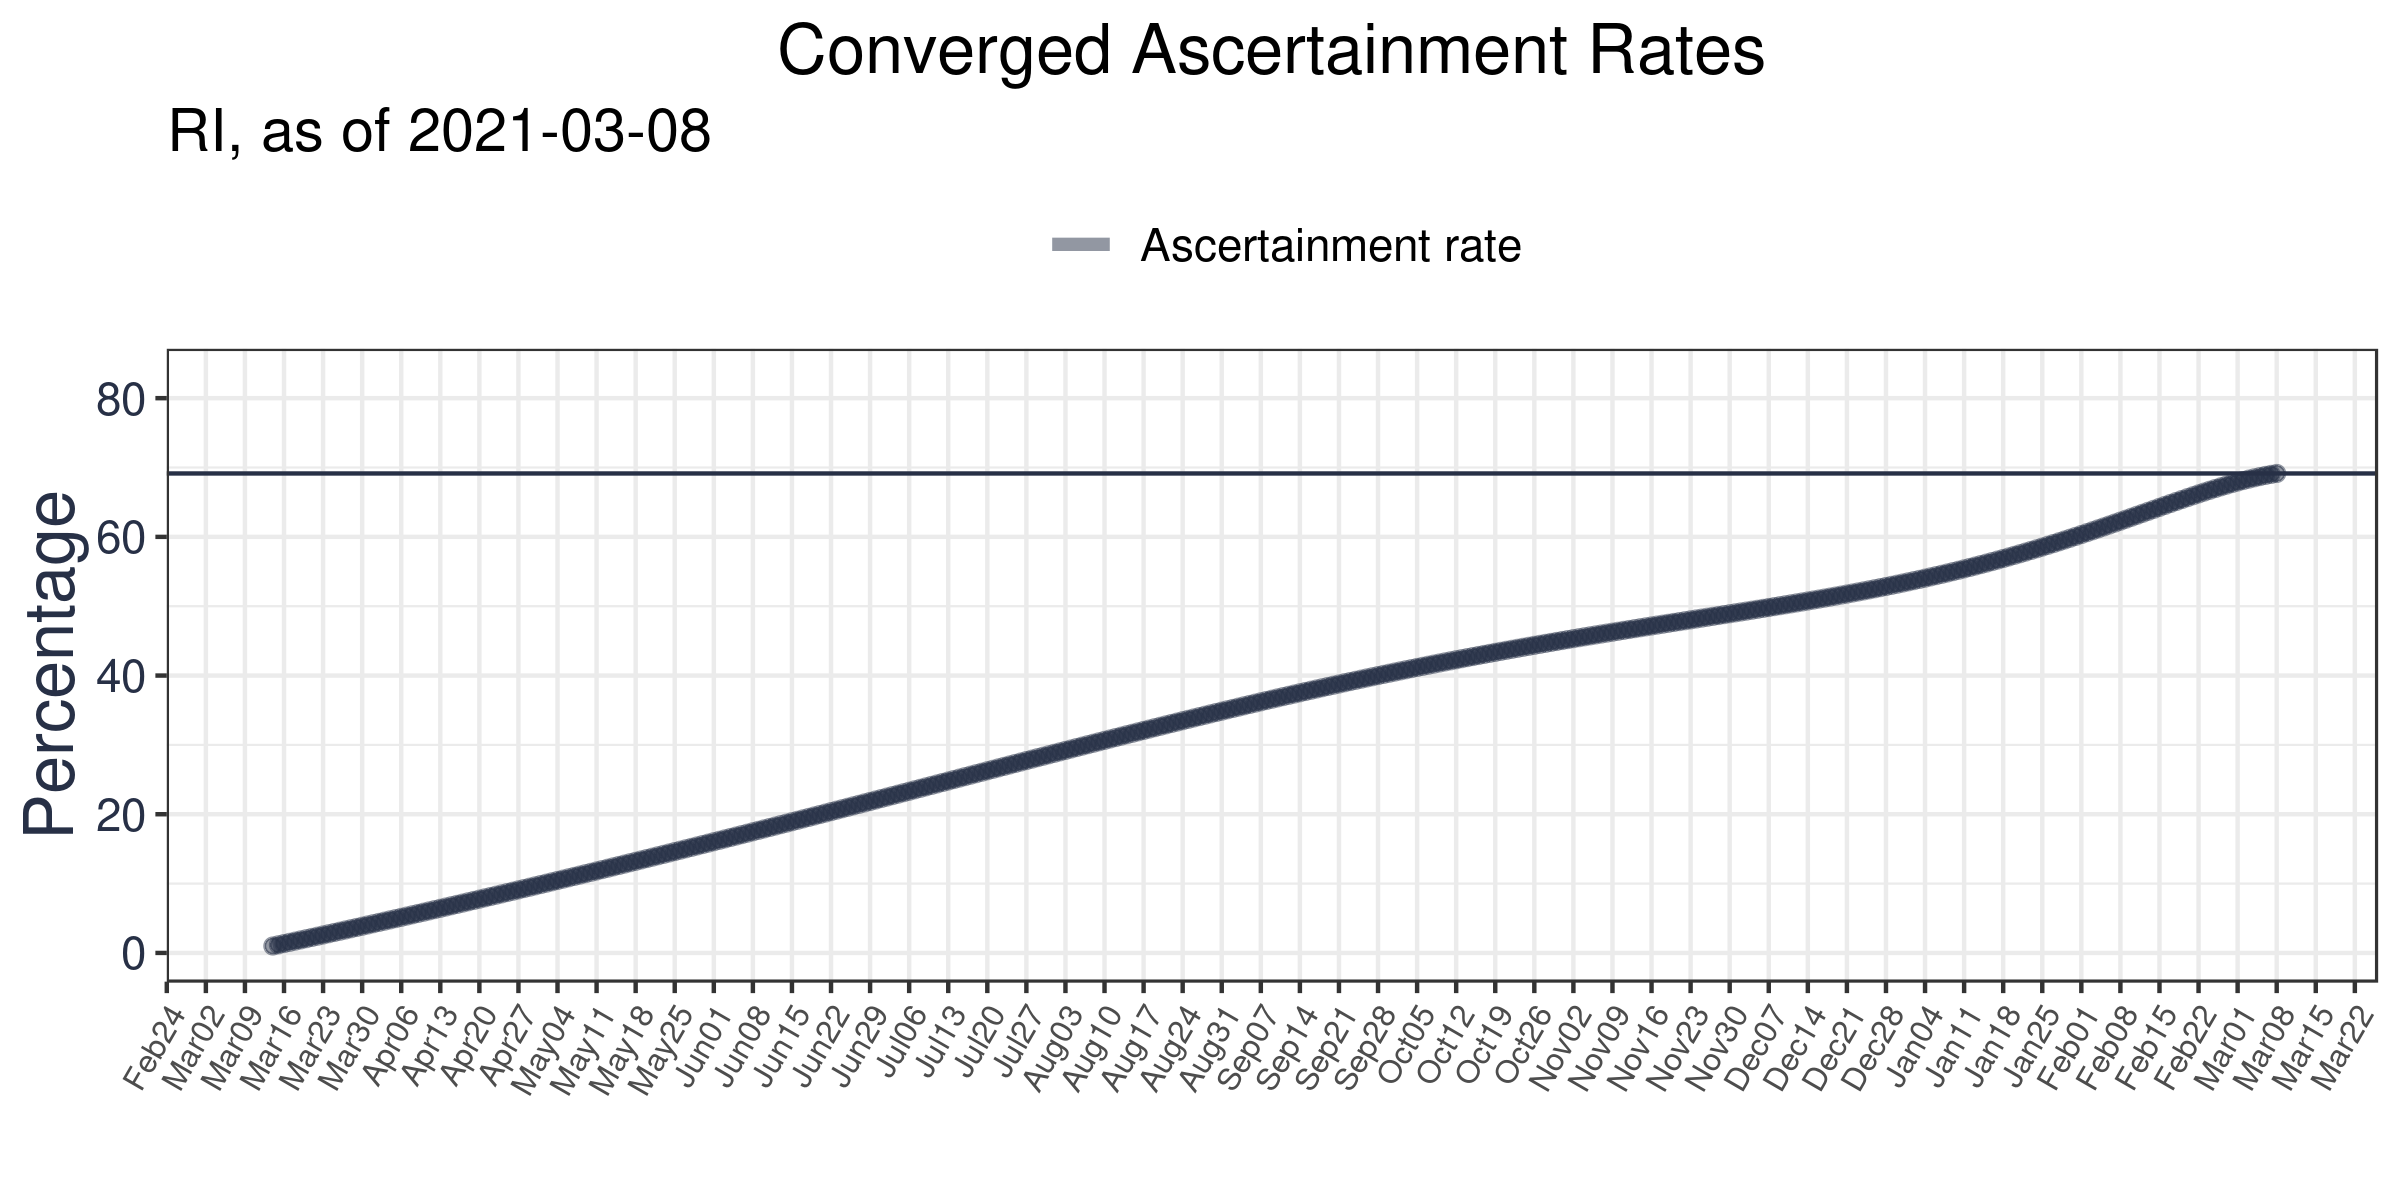 Converged Ascertainment Rates
RI, as of 2021-03-08
Ascertainment rate
Percentage
80
60
40
20
0
Feb24 Mar02 Mar09 Mar16 Mar23 Mar30 Apr06 Apr13 Apr20 Apr27 May04 May11 May18 May25 Jun01 Jun08 Jun15 Jun22 Jun29 Jul06 Jul13 Jul20 Jul27 Aug03 Aug10 Aug17 Aug24 Aug31 Sep07 Sep14 Sep21 Sep28 Oct05 Oct12 Oct19 Oct26 Nov02 Nov09 Nov16 Nov23 Nov30 Dec07 Dec14 Dec21 Dec28 Jan04 Jan11 Jan18 Jan25 Feb01 Feb08 Feb15 Feb22 Mar01 Mar08 Mar15 Mar22